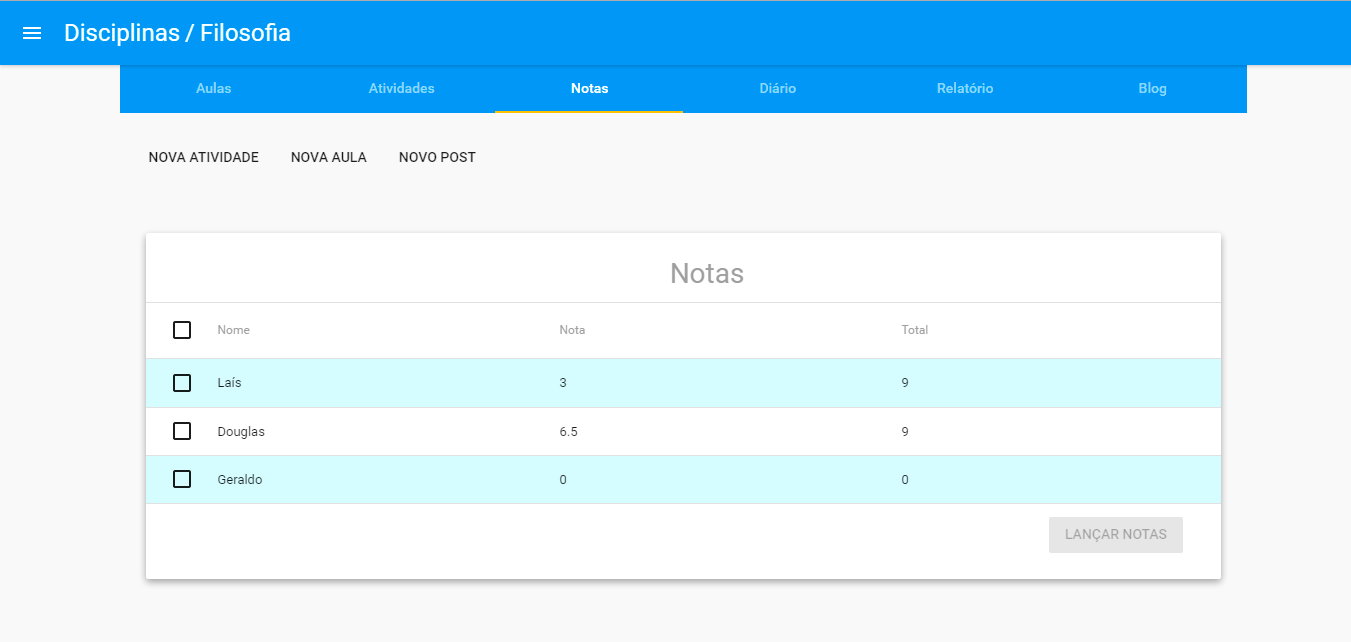 Disciplinas / Filosofia
Aulas Atividades Notas Diário Relatório Blog
NOVA ATIVIDADE NOVA AULA NOVO POST
Notas
Nome Nota Total
Laís 3 9
Douglas 6.5 9
Geraldo 0 0
LANÇAR NOTAS